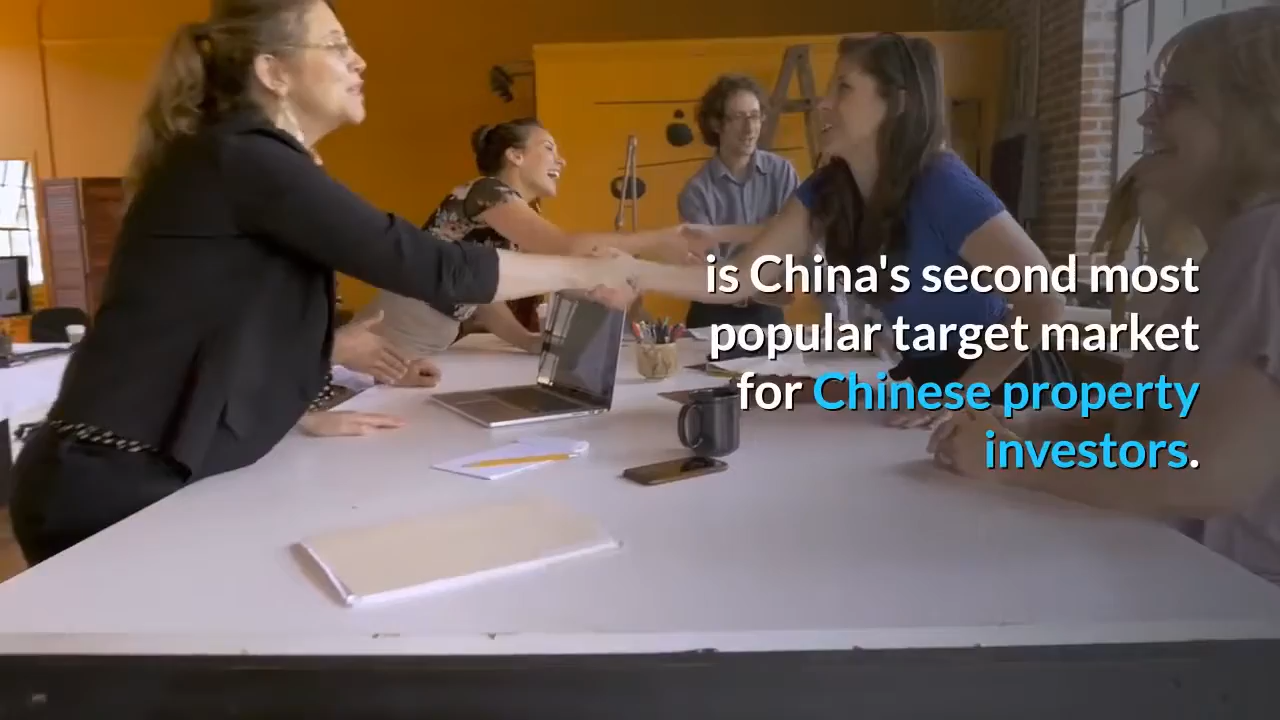 is China's second most
popular target market
for Chinese property
investors.